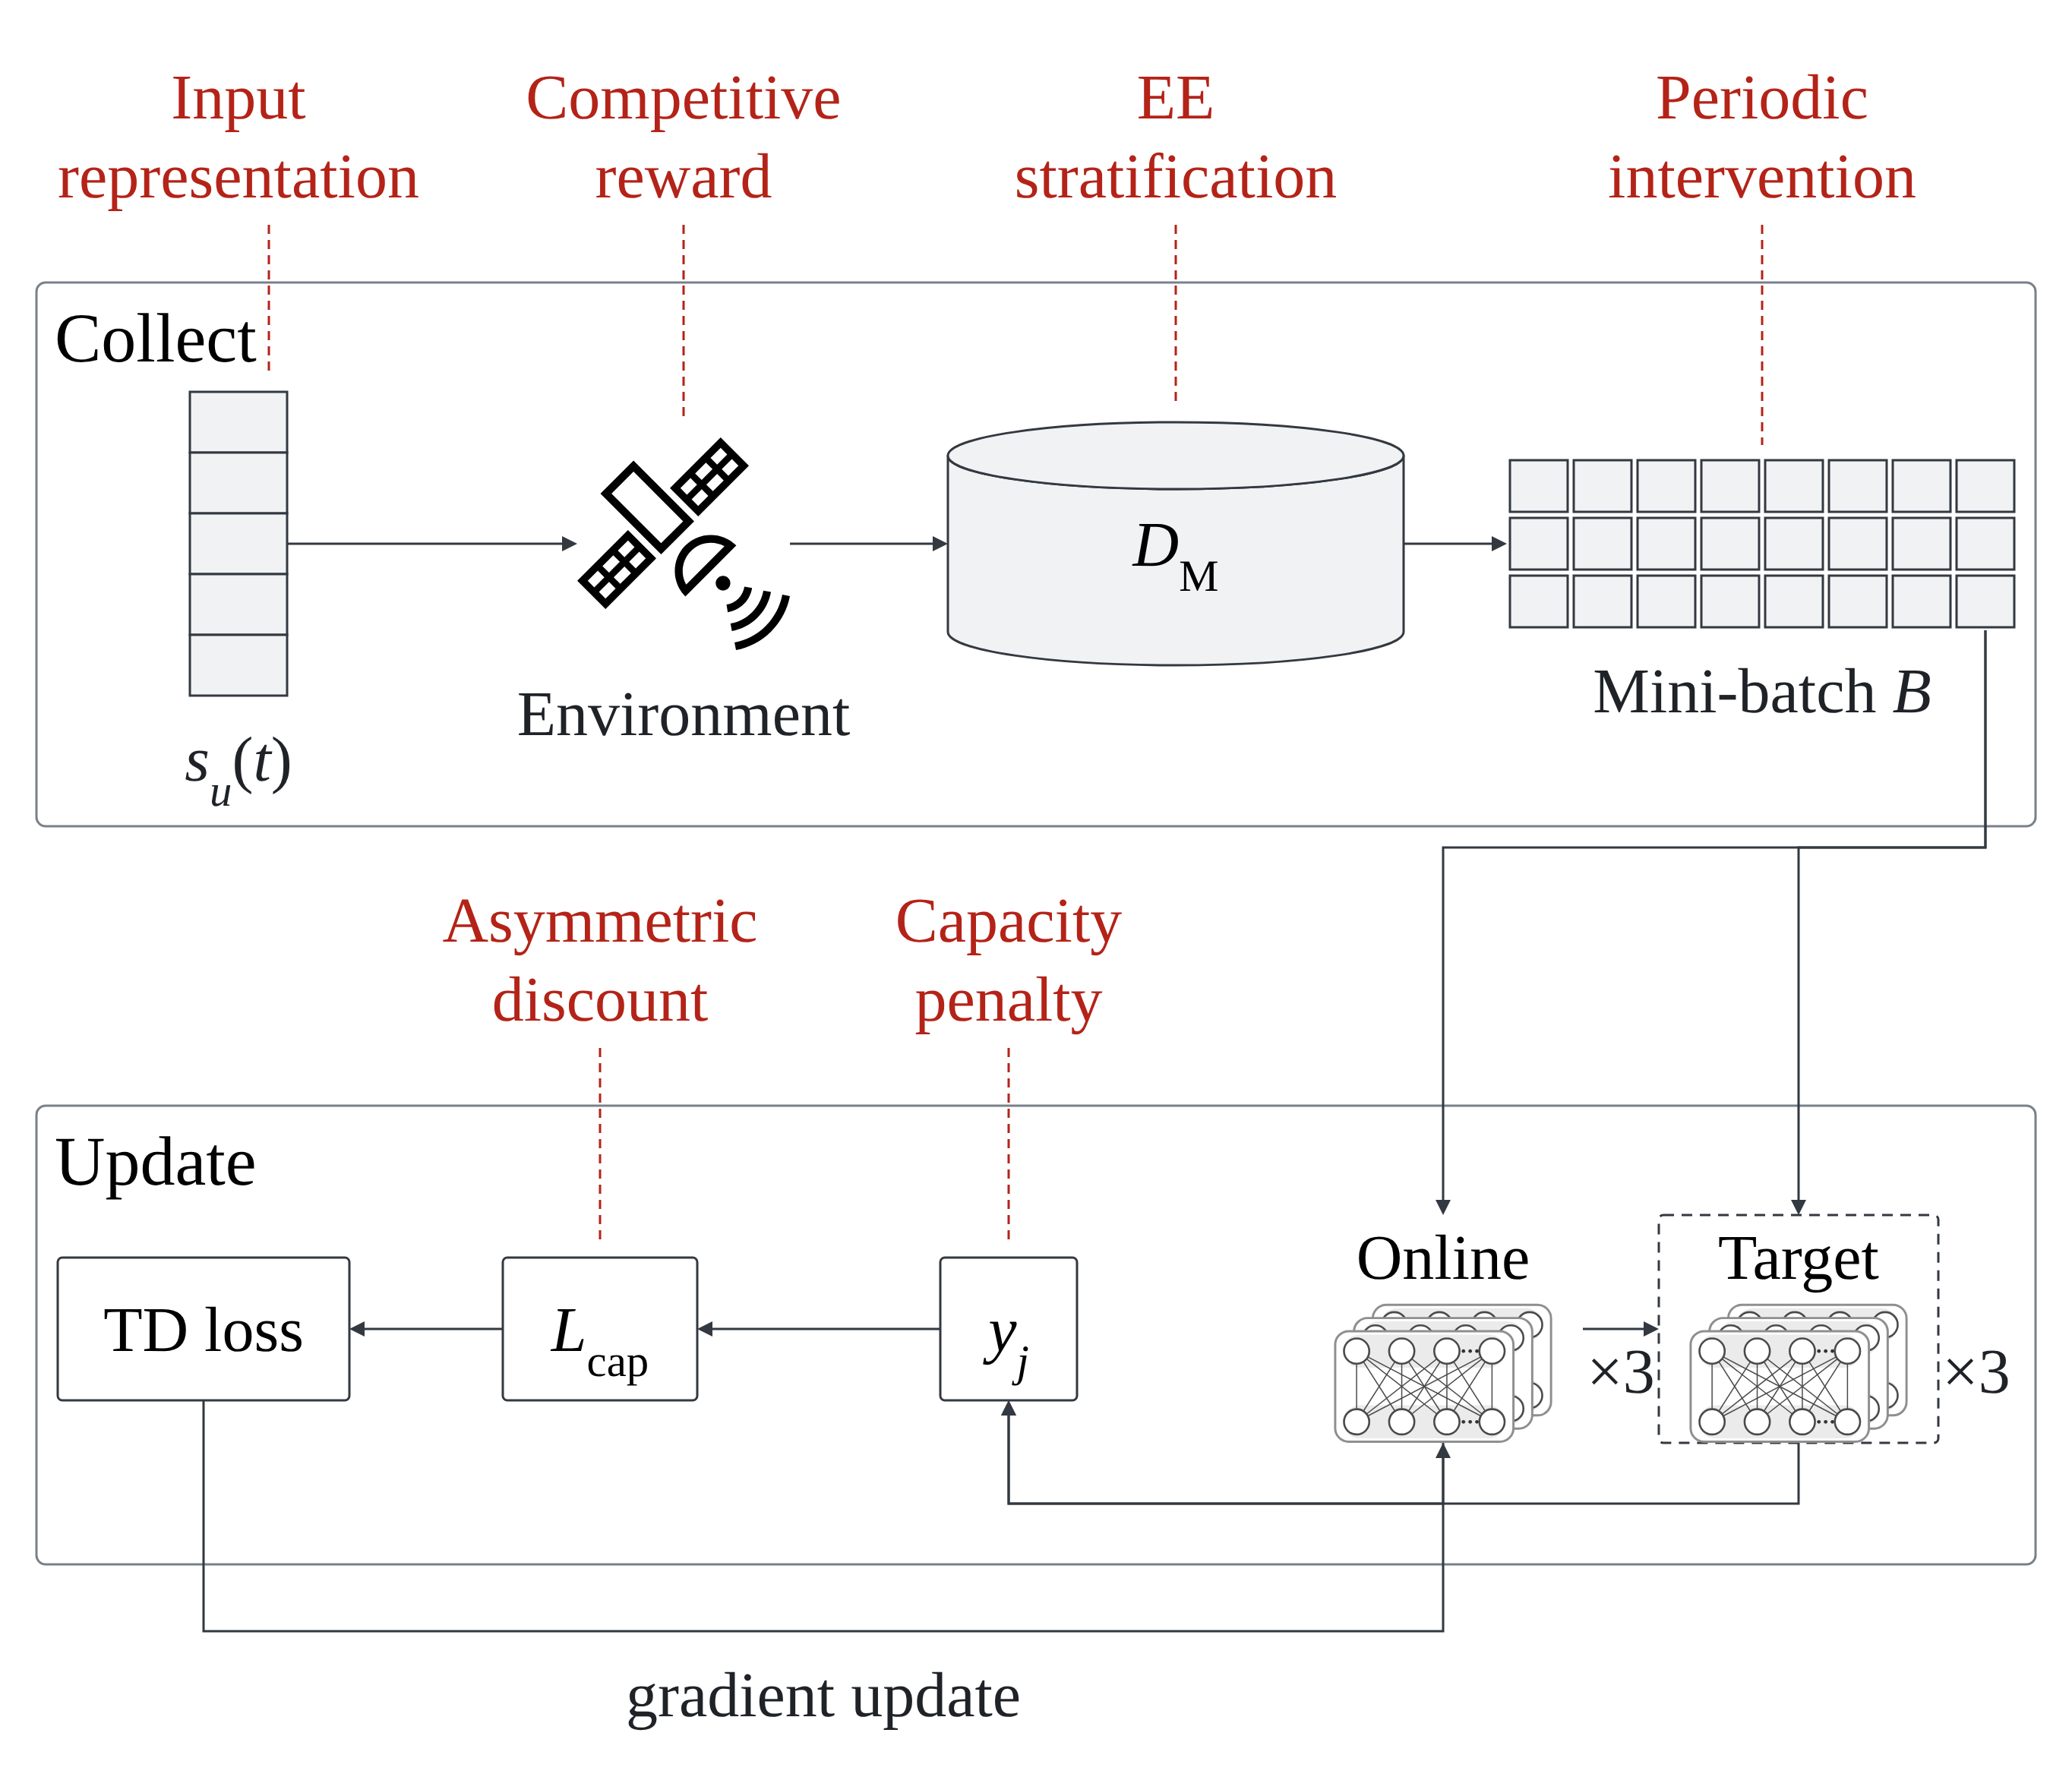 Input
representation
Competitive
reward
EE
stratification
Periodic
intervention
Collect
D_M
Mini-batch B
Environment
s_u(t)
Asymmetric
discount
Capacity
penalty
Update
Online
Target
TD loss
L_cap
y_j
×3
×3
gradient update